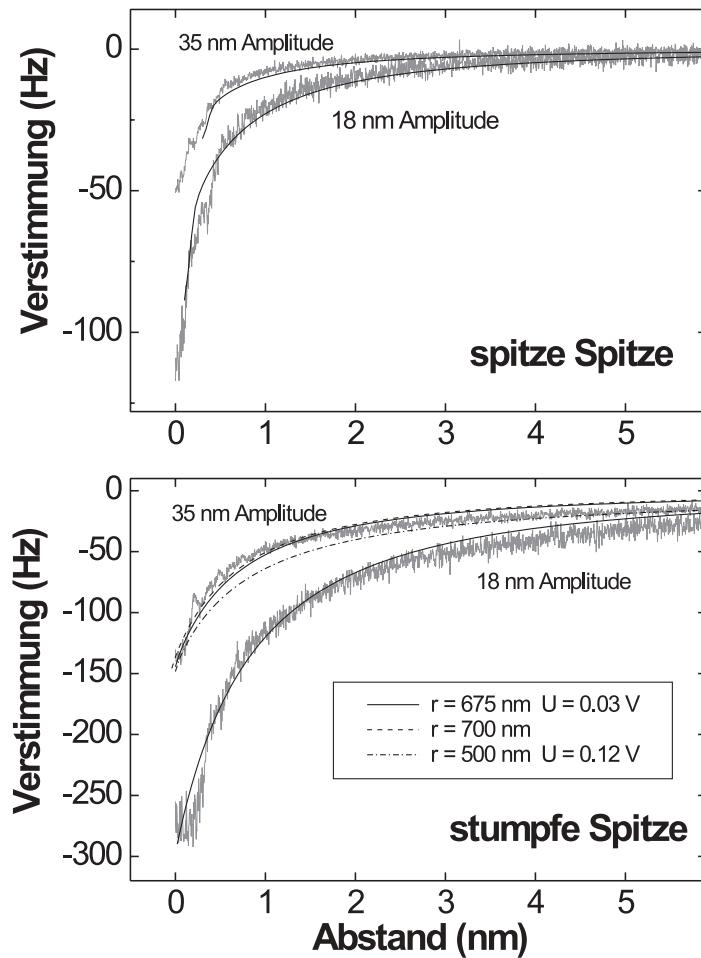 0
-50
-100
Verstimmung (Hz)
35 nm Amplitude
18 nm Amplitude
spitze Spitze
0 1 2 3 4 5
0
-50
-100
-150
-200
-250
-300
Verstimmung (Hz)
35 nm Amplitude
18 nm Amplitude
r = 675 nm U = 0.03 V
r = 700 nm
r = 500 nm U = 0.12 V
stumpfe Spitze
0 1 2 3 4 5
Abstand (nm)